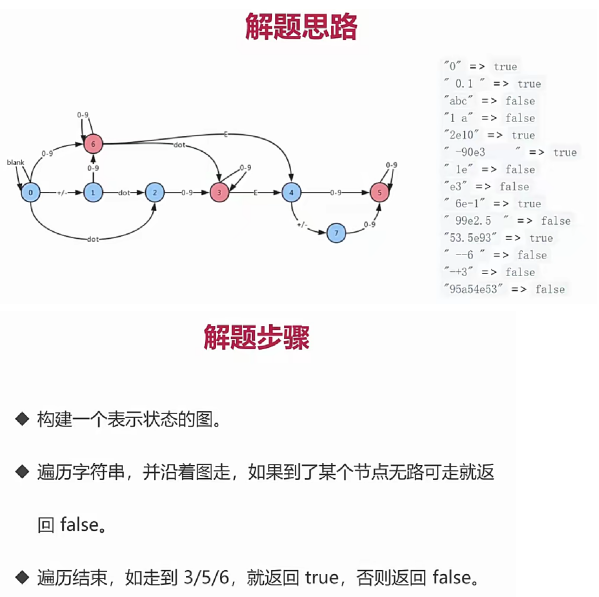 解题思路
"0" => true
" 0.1 " => true
"abc" => false
"1 a" => false
"2e10" => true
" -90e3   " => true
" 1e" => false
"e3" => false
" 6e-1" => true
" 99e2.5  " => false
"53.5e93" => true
" --6 " => false
"-+3" => false
"95a54e53" => false
0-9
6
E
dot
blank
0-9
0-9
0-9
0
+/-
1
dot
2
0-9
3
E
4
0-9
5
+/-
7
0-9
dot
解题步骤
◆ 构建一个表示状态的图。
◆ 遍历字符串，并沿着图走，如果到了某个节点无路可走就返
回 false。
◆ 遍历结束，如走到 3/5/6，就返回 true，否则返回 false。